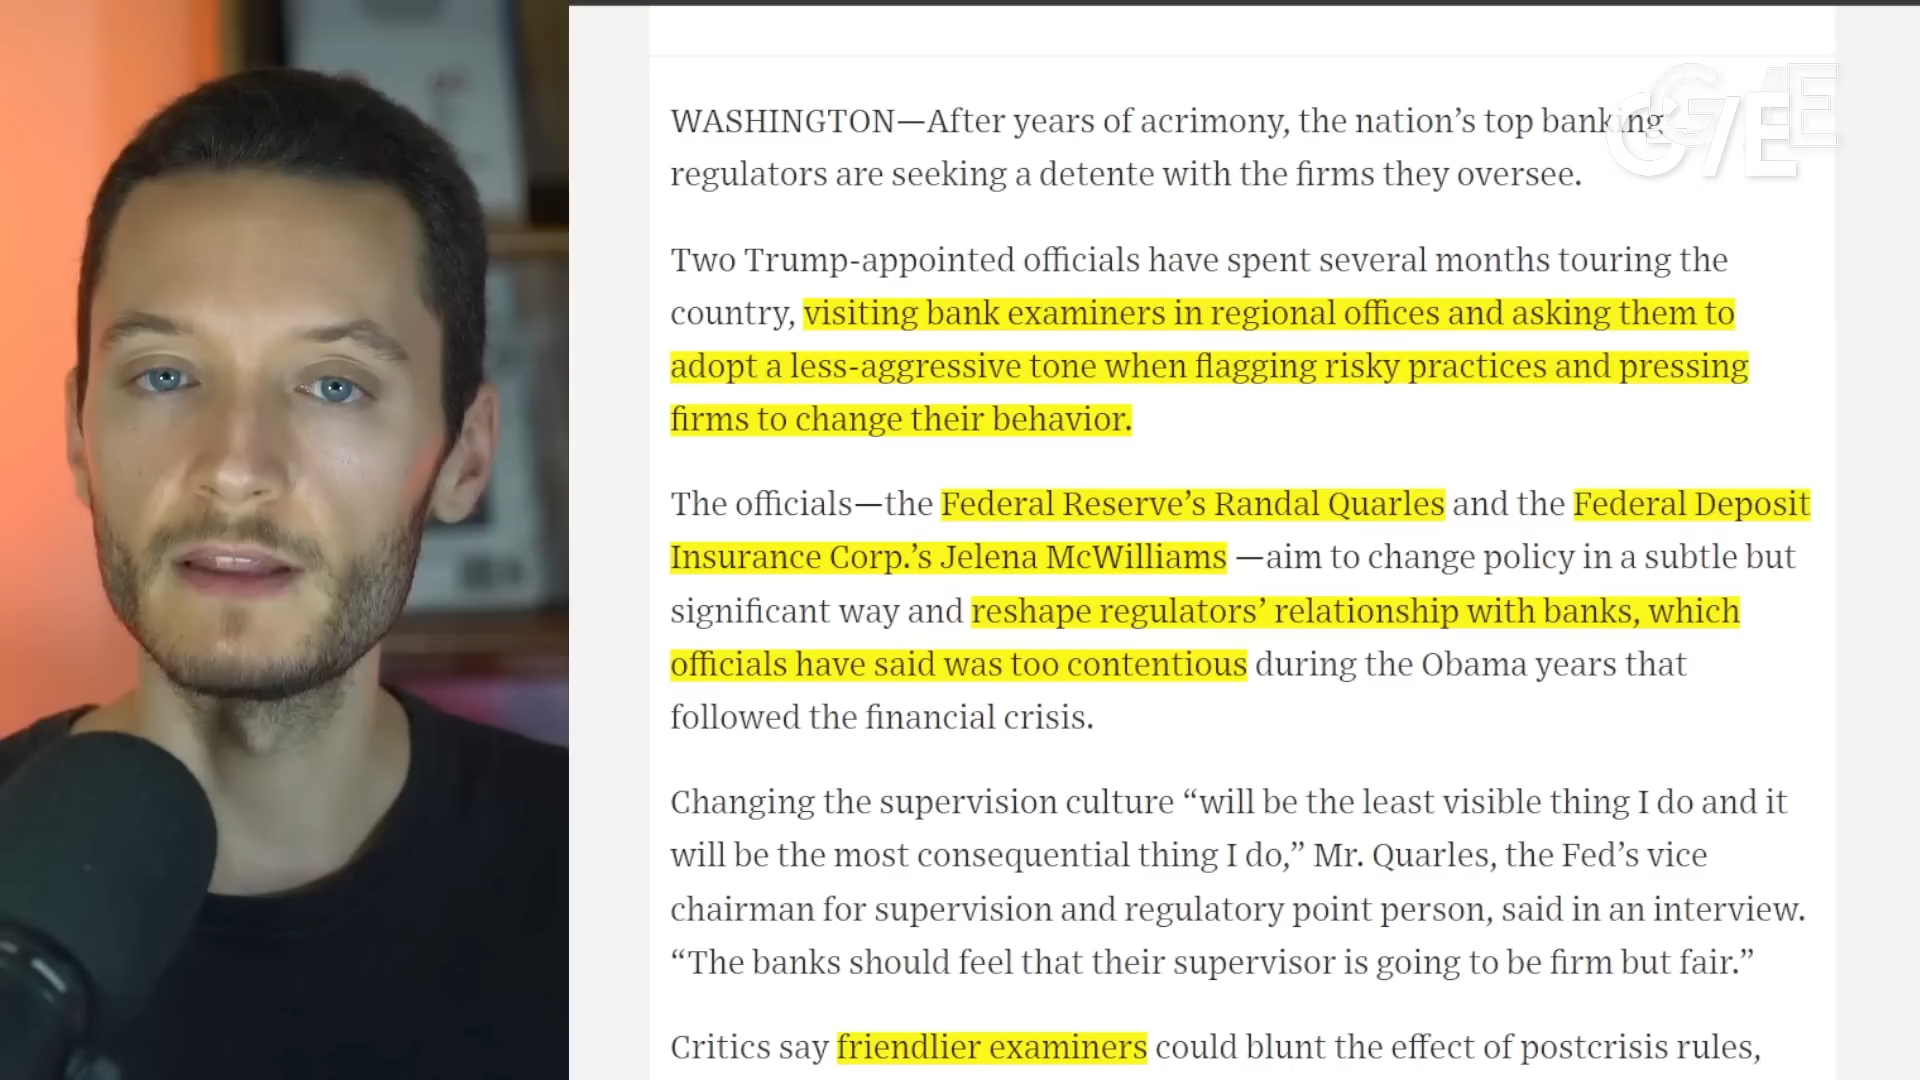 WASHINGTON—After years of acrimony, the nation’s top banking
regulators are seeking a detente with the firms they oversee.
Two Trump-appointed officials have spent several months touring the
country, visiting bank examiners in regional offices and asking them to
adopt a less-aggressive tone when flagging risky practices and pressing
firms to change their behavior.
The officials—the Federal Reserve’s Randal Quarles and the Federal Deposit
Insurance Corp.’s Jelena McWilliams —aim to change policy in a subtle but
significant way and reshape regulators’ relationship with banks, which
officials have said was too contentious during the Obama years that
followed the financial crisis.
Changing the supervision culture “will be the least visible thing I do and it
will be the most consequential thing I do,” Mr. Quarles, the Fed’s vice
chairman for supervision and regulatory point person, said in an interview.
“The banks should feel that their supervisor is going to be firm but fair.”
Critics say friendlier examiners could blunt the effect of postcrisis rules,